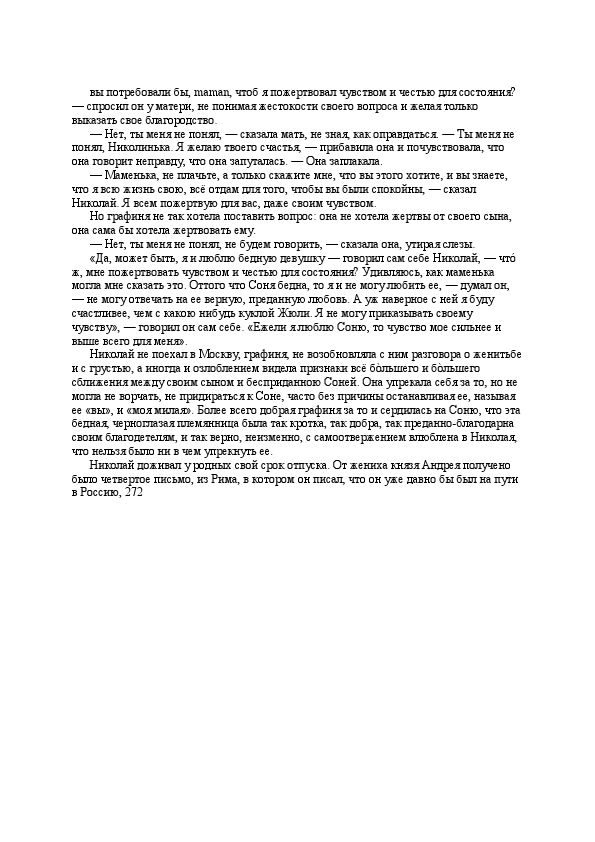 вы потребовали бы, maman, чтоб я пожертвовал чувством и честью для состояния?
— спросил он у матери, не понимая жестокости своего вопроса и желая только
выказать свое благородство.
— Нет, ты меня не понял, — сказала мать, не зная, как оправдаться. — Ты меня не
понял, Николинька. Я желаю твоего счастья, — прибавила она и почувствовала, что
она говорит неправду, что она запуталась. — Она заплакала.
— Маменька, не плачьте, а только скажите мне, что вы этого хотите, и вы знаете,
что я всю жизнь свою, всё отдам для того, чтобы вы были спокойны, — сказал
Николай. Я всем пожертвую для вас, даже своим чувством.
Но графиня не так хотела поставить вопрос: она не хотела жертвы от своего сына,
она сама бы хотела жертвовать ему.
— Нет, ты меня не понял, не будем говорить, — сказала она, утирая слезы.
«Да, может быть, я и люблю бедную девушку — говорил сам себе Николай, — что́
ж, мне пожертвовать чувством и честью для состояния? Удивляюсь, как маменька
могла мне сказать это. Оттого что Соня бедна, то я и не могу любить ее, — думал он,
— не могу отвечать на ее верную, преданную любовь. А уж наверное с ней я буду
счастливее, чем с какою нибудь куклой Жюли. Я не могу приказывать своему
чувству», — говорил он сам себе. «Ежели я люблю Соню, то чувство мое сильнее и
выше всего для меня».
Николай не поехал в Москву, графиня, не возобновляла с ним разговора о женитьбе
и с грустью, а иногда и озлоблением видела признаки всё бо̀льшего и бо̀льшего
сближения между своим сыном и бесприданною Соней. Она упрекала себя за то, но не
могла не ворчать, не придираться к Соне, часто без причины останавливая ее, называя
ее «вы», и «моя милая». Более всего добрая графиня за то и сердилась на Соню, что эта
бедная, черноглазая племянница была так кротка, так добра, так преданно-благодарна
своим благодетелям, и так верно, неизменно, с самоотвержением влюблена в Николая,
что нельзя было ни в чем упрекнуть ее.
Николай доживал у родных свой срок отпуска. От жениха князя Андрея получено
было четвертое письмо, из Рима, в котором он писал, что он уже давно бы был на пути
в Россию, 272